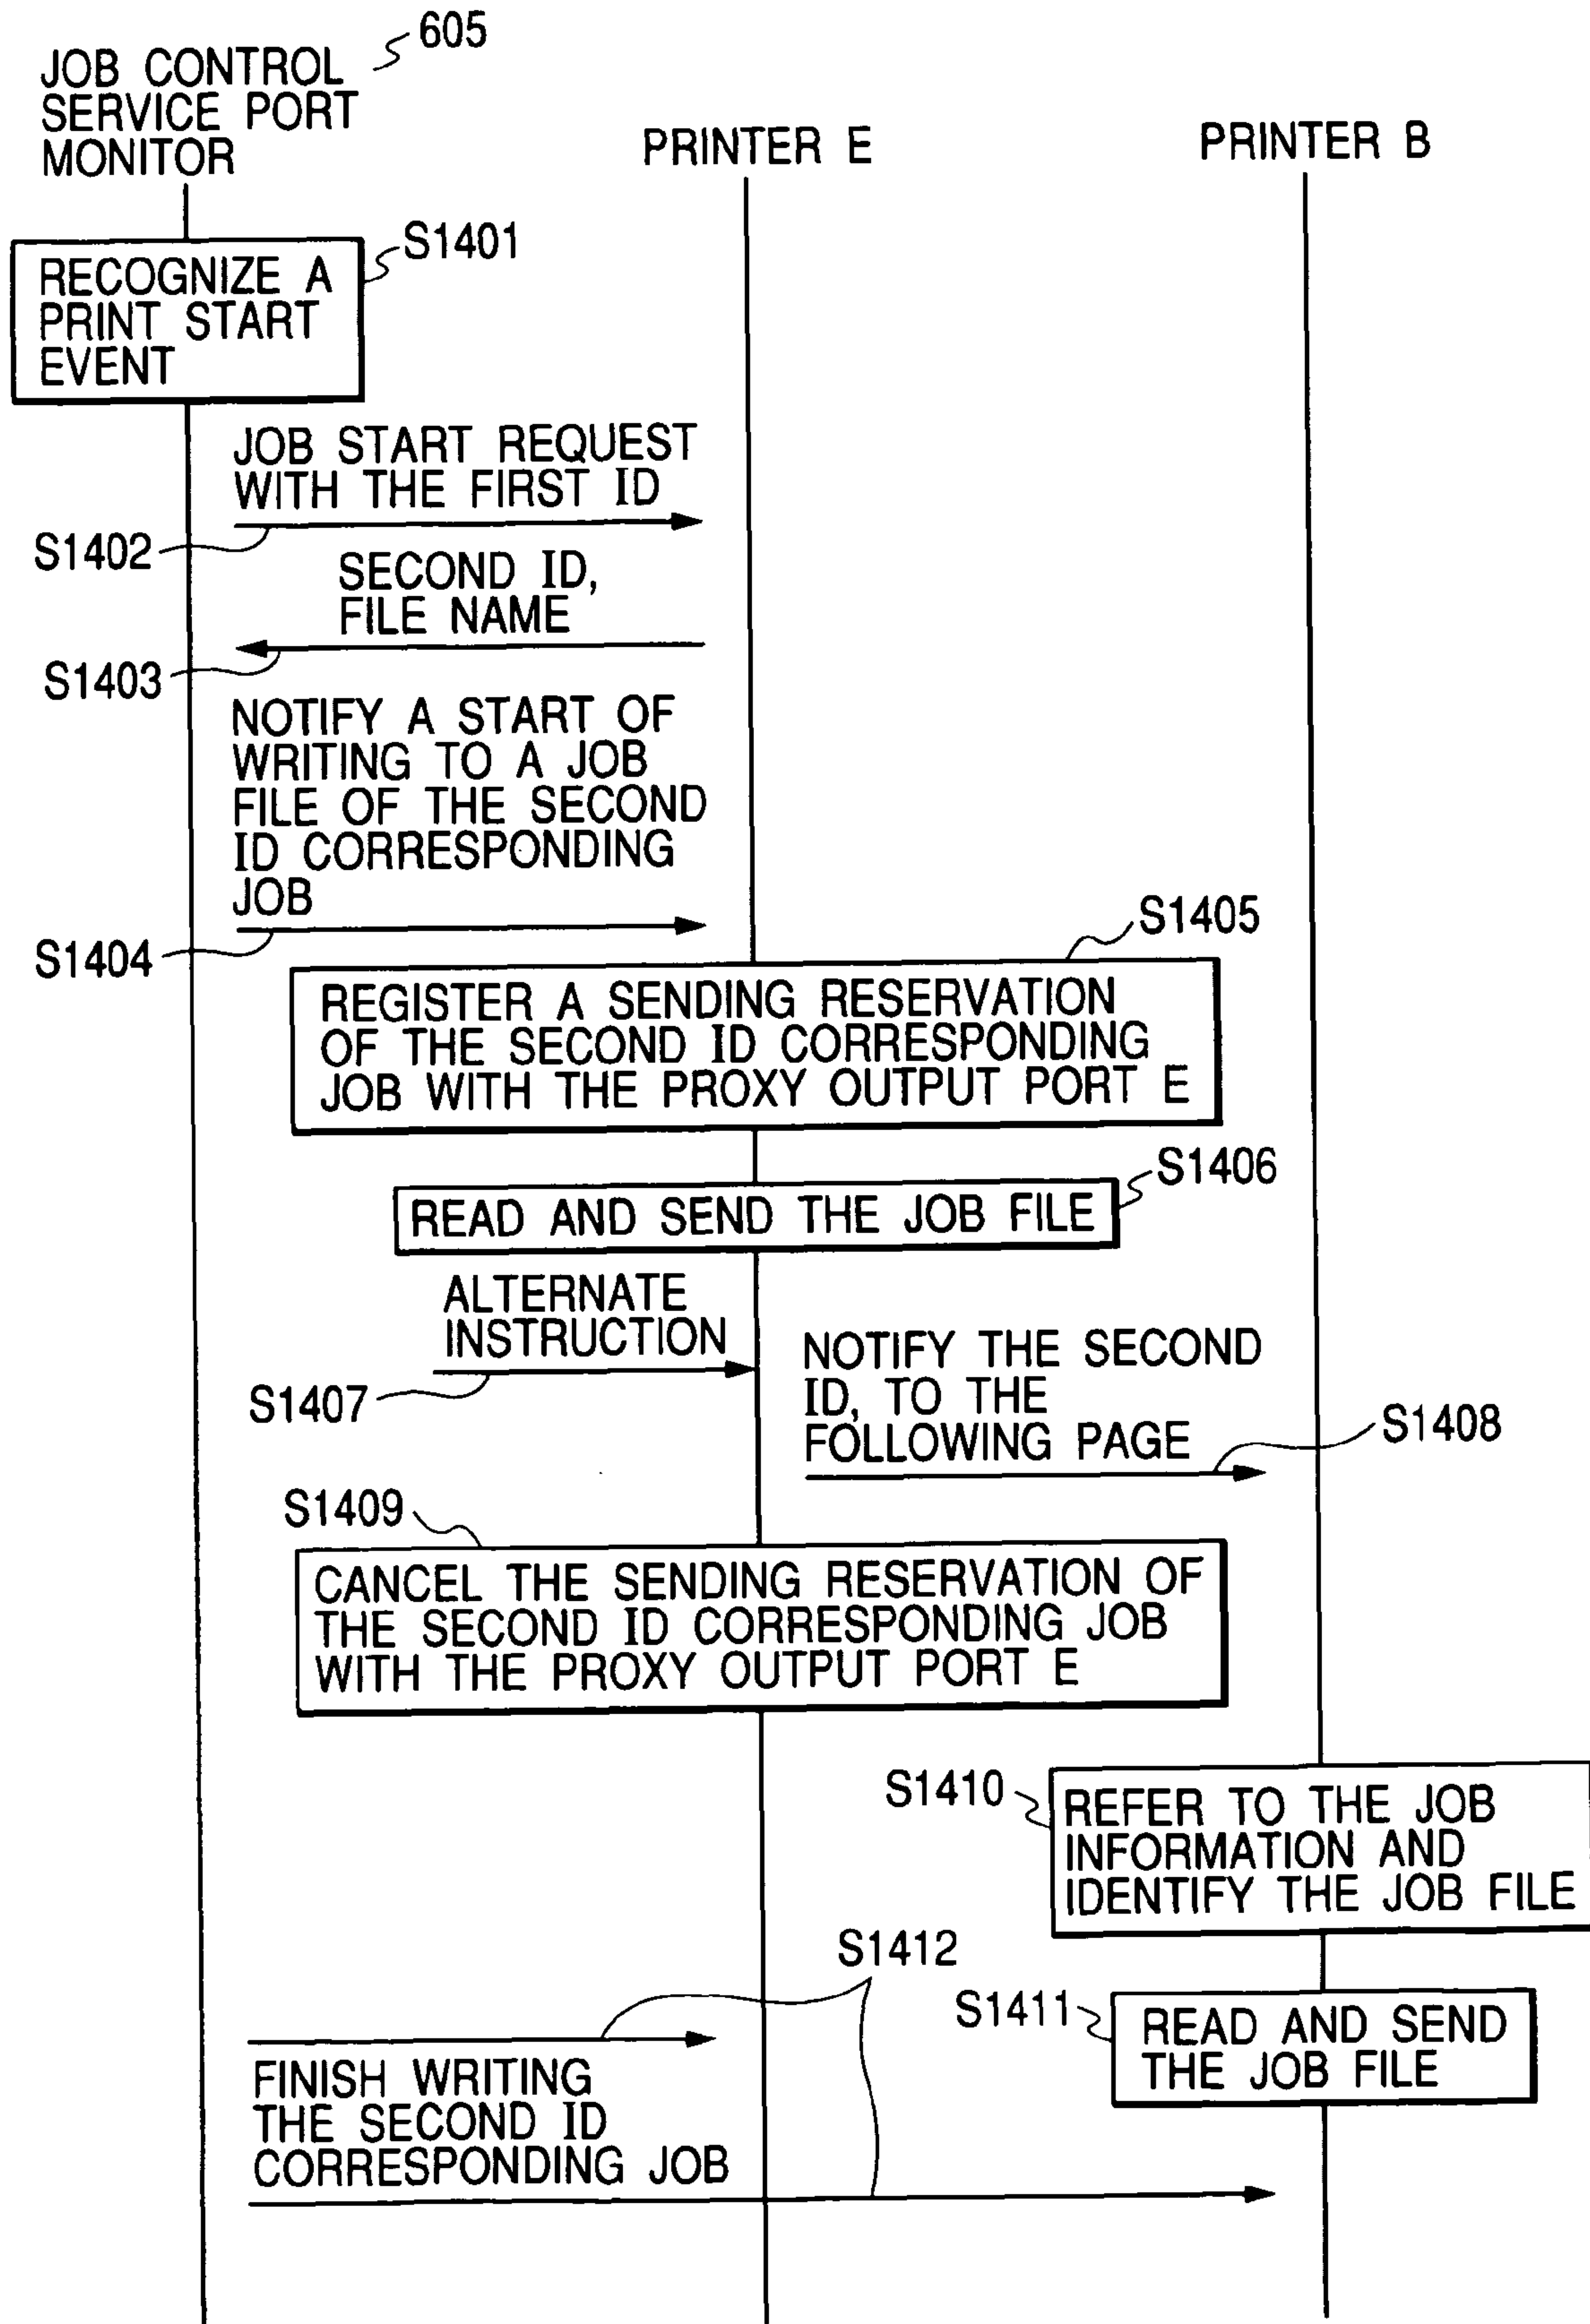 605
JOB CONTROL
SERVICE PORT
MONITOR
PRINTER E
PRINTER B
S1401
RECOGNIZE A
PRINT START
EVENT
JOB START REQUEST
WITH THE FIRST ID
S1402
SECOND ID,
FILE NAME
S1403
NOTIFY A START OF
WRITING TO A JOB
FILE OF THE SECOND
ID CORRESPONDING
JOB
S1404
S1405
REGISTER A SENDING RESERVATION
OF THE SECOND ID CORRESPONDING
JOB WITH THE PROXY OUTPUT PORT E
S1406
READ AND SEND THE JOB FILE
ALTERNATE
INSTRUCTION
S1407
NOTIFY THE SECOND
ID, TO THE
FOLLOWING PAGE
S1408
S1409
CANCEL THE SENDING RESERVATION OF
THE SECOND ID CORRESPONDING JOB
WITH THE PROXY OUTPUT PORT E
S1410
REFER TO THE JOB
INFORMATION AND
IDENTIFY THE JOB FILE
S1412
S1411
READ AND SEND
THE JOB FILE
FINISH WRITING
THE SECOND ID
CORRESPONDING JOB